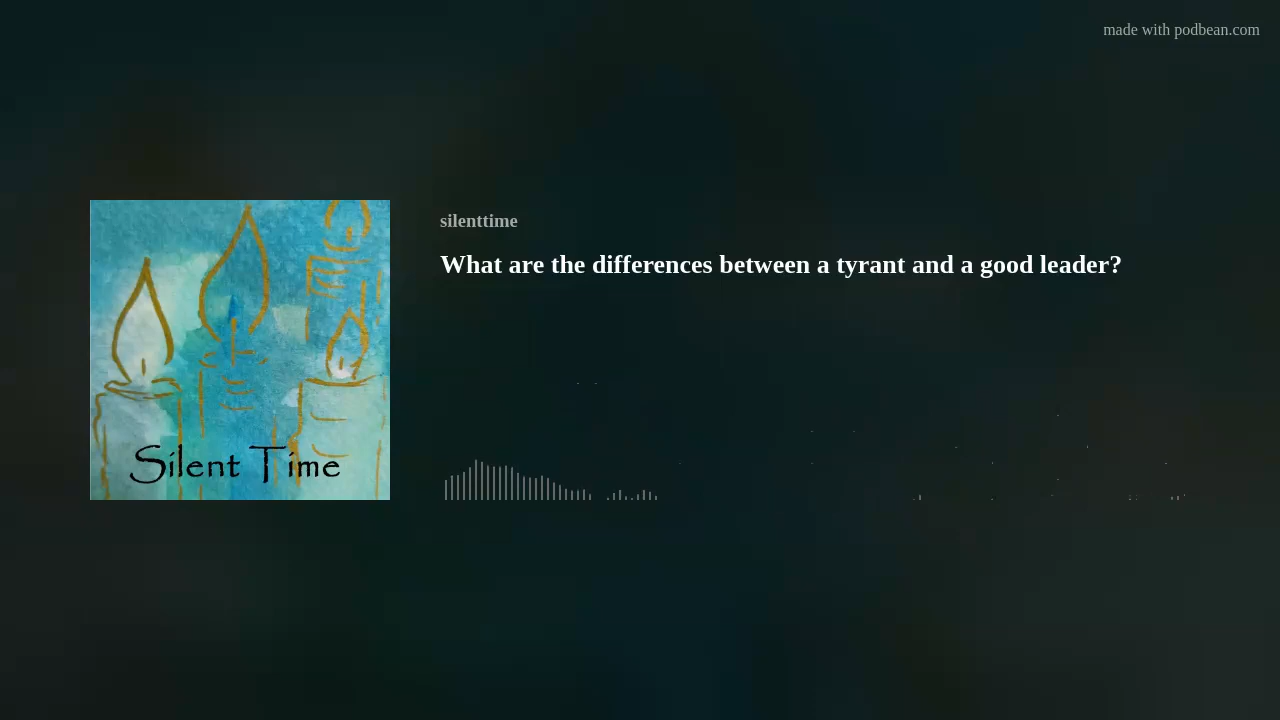 made with podbean.com
silenttime
What are the differences between a tyrant and a good leader?
Silent Time